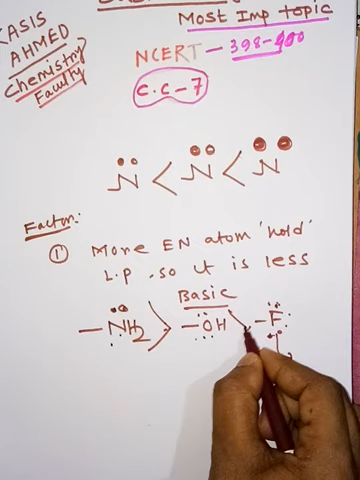 KASIS
AHMED
Chemistry
Faculty
Most Imp topic
NCERT - 398-400
C.C-7
N < N < N
Factor:
① More EN atom 'hold'
L.P. so it is less
Basic
- NH2 > - OH > - F